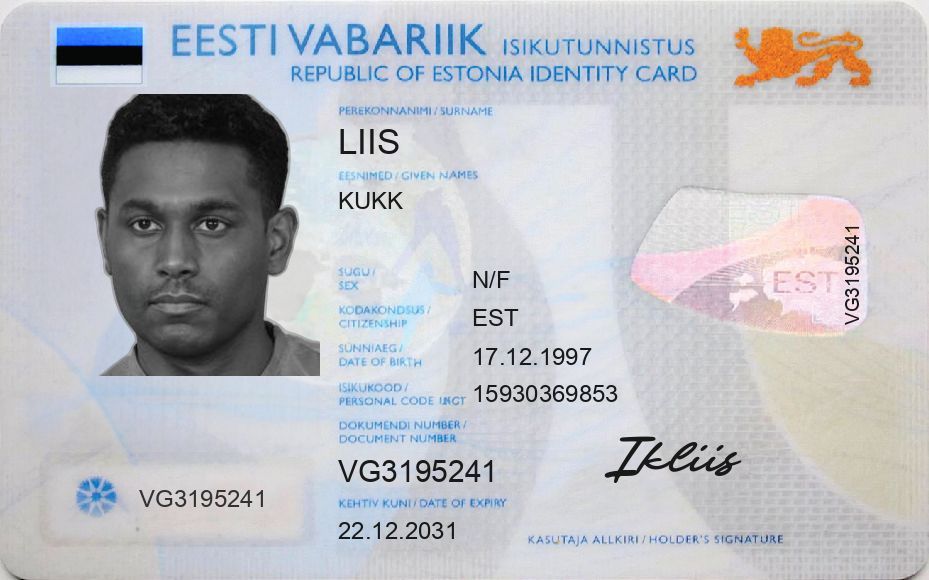 EESTI VABARIIK ISIKUTUNNISTUS
REPUBLIC OF ESTONIA IDENTITY CARD
PEREKONNANIMI / SURNAME
LIIS
EESNIMED / GIVEN NAMES
KUKK
SUGU /
SEX
N/F
KODAKONDSUS /
CITIZENSHIP
EST
SÜNNIAEG /
DATE OF BIRTH
17.12.1997
ISIKUKOOD /
PERSONAL CODE
15930369853
DOKUMENDI NUMBER /
DOCUMENT NUMBER
VG3195241
KEHTIV KUNI / DATE OF EXPIRY
22.12.2031
VG3195241
EST
VG3195241
Ikliis
KASUTAJA ALLKIRI / HOLDER'S SIGNATURE